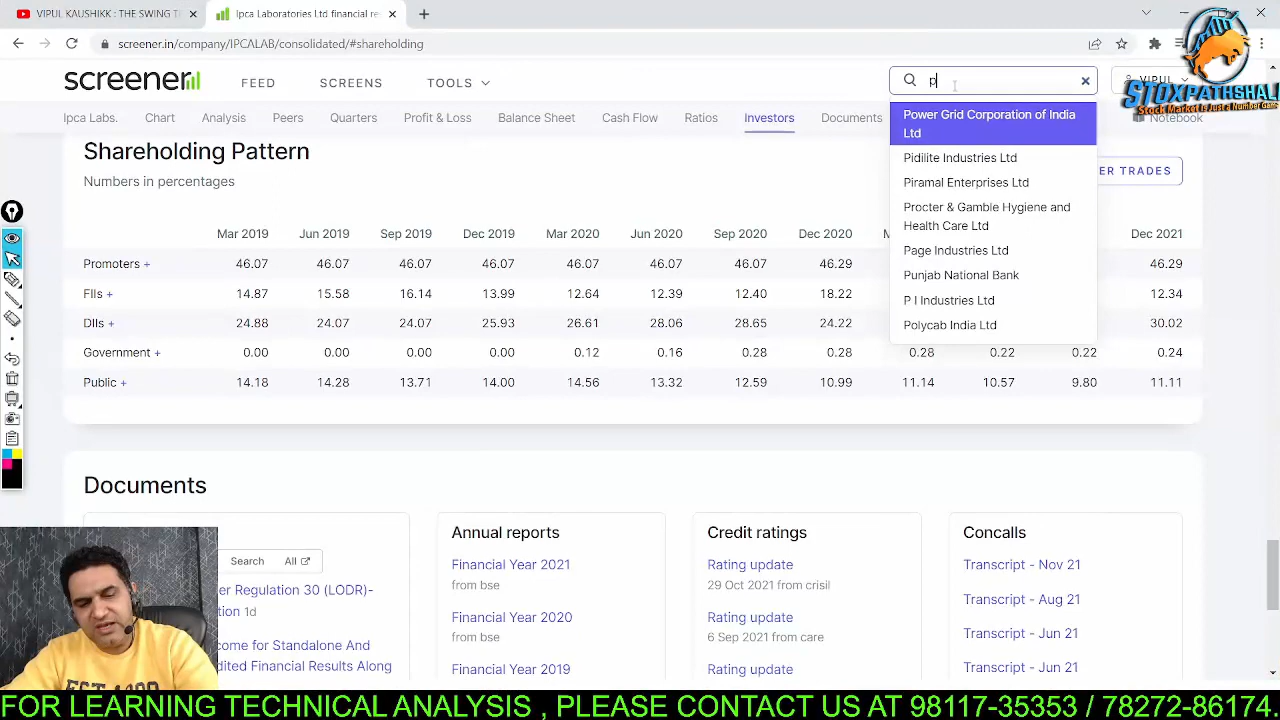 VIPUL KAUSHIKK : THE SWING T
Ipca Laboratories Ltd financial re
screener.in/company/IPCALAB/consolidated/#shareholding
screener
FEED
SCREENS
TOOLS
p
VIPUL
STOXPATHSHAL
Stock Market is Just a Number Game
Ipca Labs.
Chart
Analysis
Peers
Quarters
Profit
Cash Flow
Ratios
Investors
Documents
Notebook
Power Grid Corporation of India
Ltd
Pidilite Industries Ltd
Piramal Enterprises Ltd
Procter & Gamble Hygiene and
Health Care Ltd
Page Industries Ltd
Punjab National Bank
P I Industries Ltd
Polycab India Ltd
Shareholding Pattern
Numbers in percentages
ER TRADES
Mar 2019 Jun 2019 Sep 2019 Dec 2019 Mar 2020 Jun 2020 Sep 2020 Dec 2020 M Dec 2021
Promoters + 46.07 46.07 46.07 46.07 46.07 46.07 46.07 46.29 46.29
FIIs + 14.87 15.58 16.14 13.99 12.64 12.39 12.40 18.22 12.34
DIIs + 24.88 24.07 24.07 25.93 26.61 28.06 28.65 24.22 30.02
Government + 0.00 0.00 0.00 0.00 0.12 0.16 0.28 0.28 0.28 0.22 0.22 0.24
Public + 14.18 14.28 13.71 14.00 14.56 13.32 12.59 10.99 11.14 10.57 9.80 11.11
Documents
Search
All
er Regulation 30 (LODR)-
tion 1d
come for Standalone And
dited Financial Results Along
Annual reports
Financial Year 2021
from bse
Financial Year 2020
from bse
Financial Year 2019
Credit ratings
Rating update
29 Oct 2021 from crisil
Rating update
6 Sep 2021 from care
Rating update
Concalls
Transcript - Nov 21
Transcript - Aug 21
Transcript - Jun 21
Transcript - Jun 21
FOR LEARNING TECHNICAL ANALYSIS , PLEASE CONTACT US AT 98117-35353 / 78272-86174.